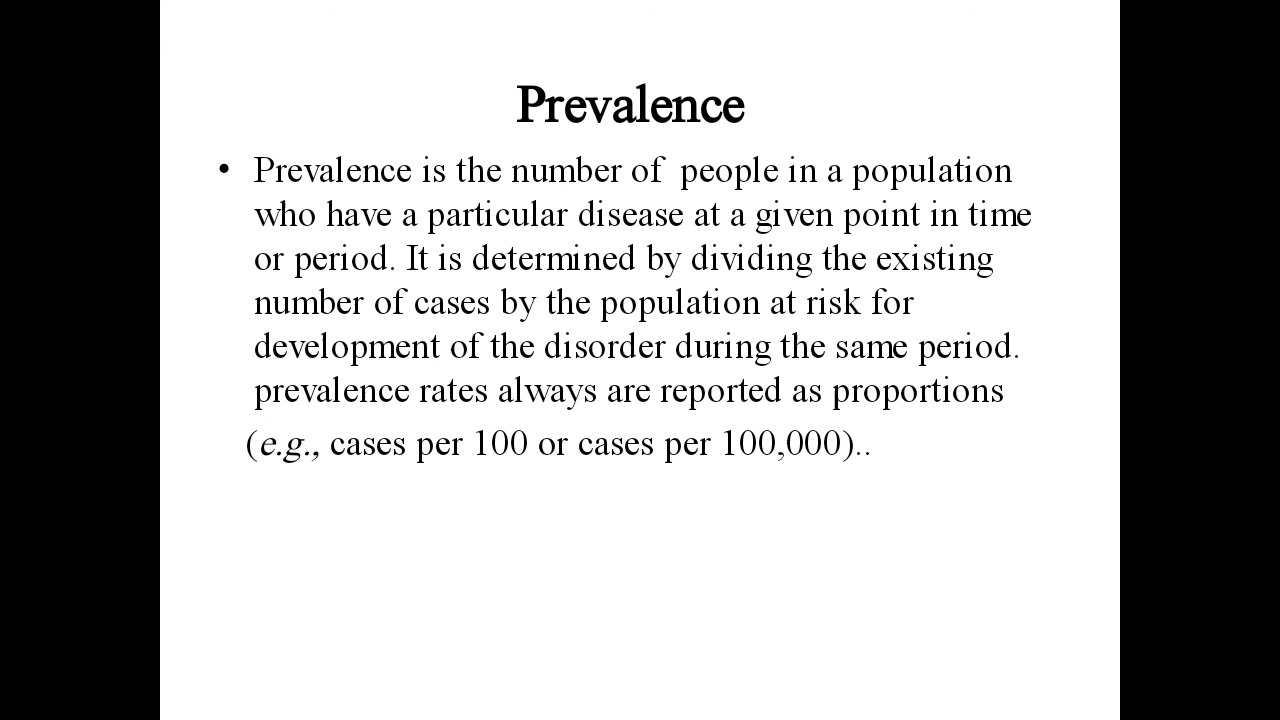 Prevalence
• Prevalence is the number of  people in a population
who have a particular disease at a given point in time
or period. It is determined by dividing the existing
number of cases by the population at risk for
development of the disorder during the same period.
prevalence rates always are reported as proportions
(e.g., cases per 100 or cases per 100,000)..